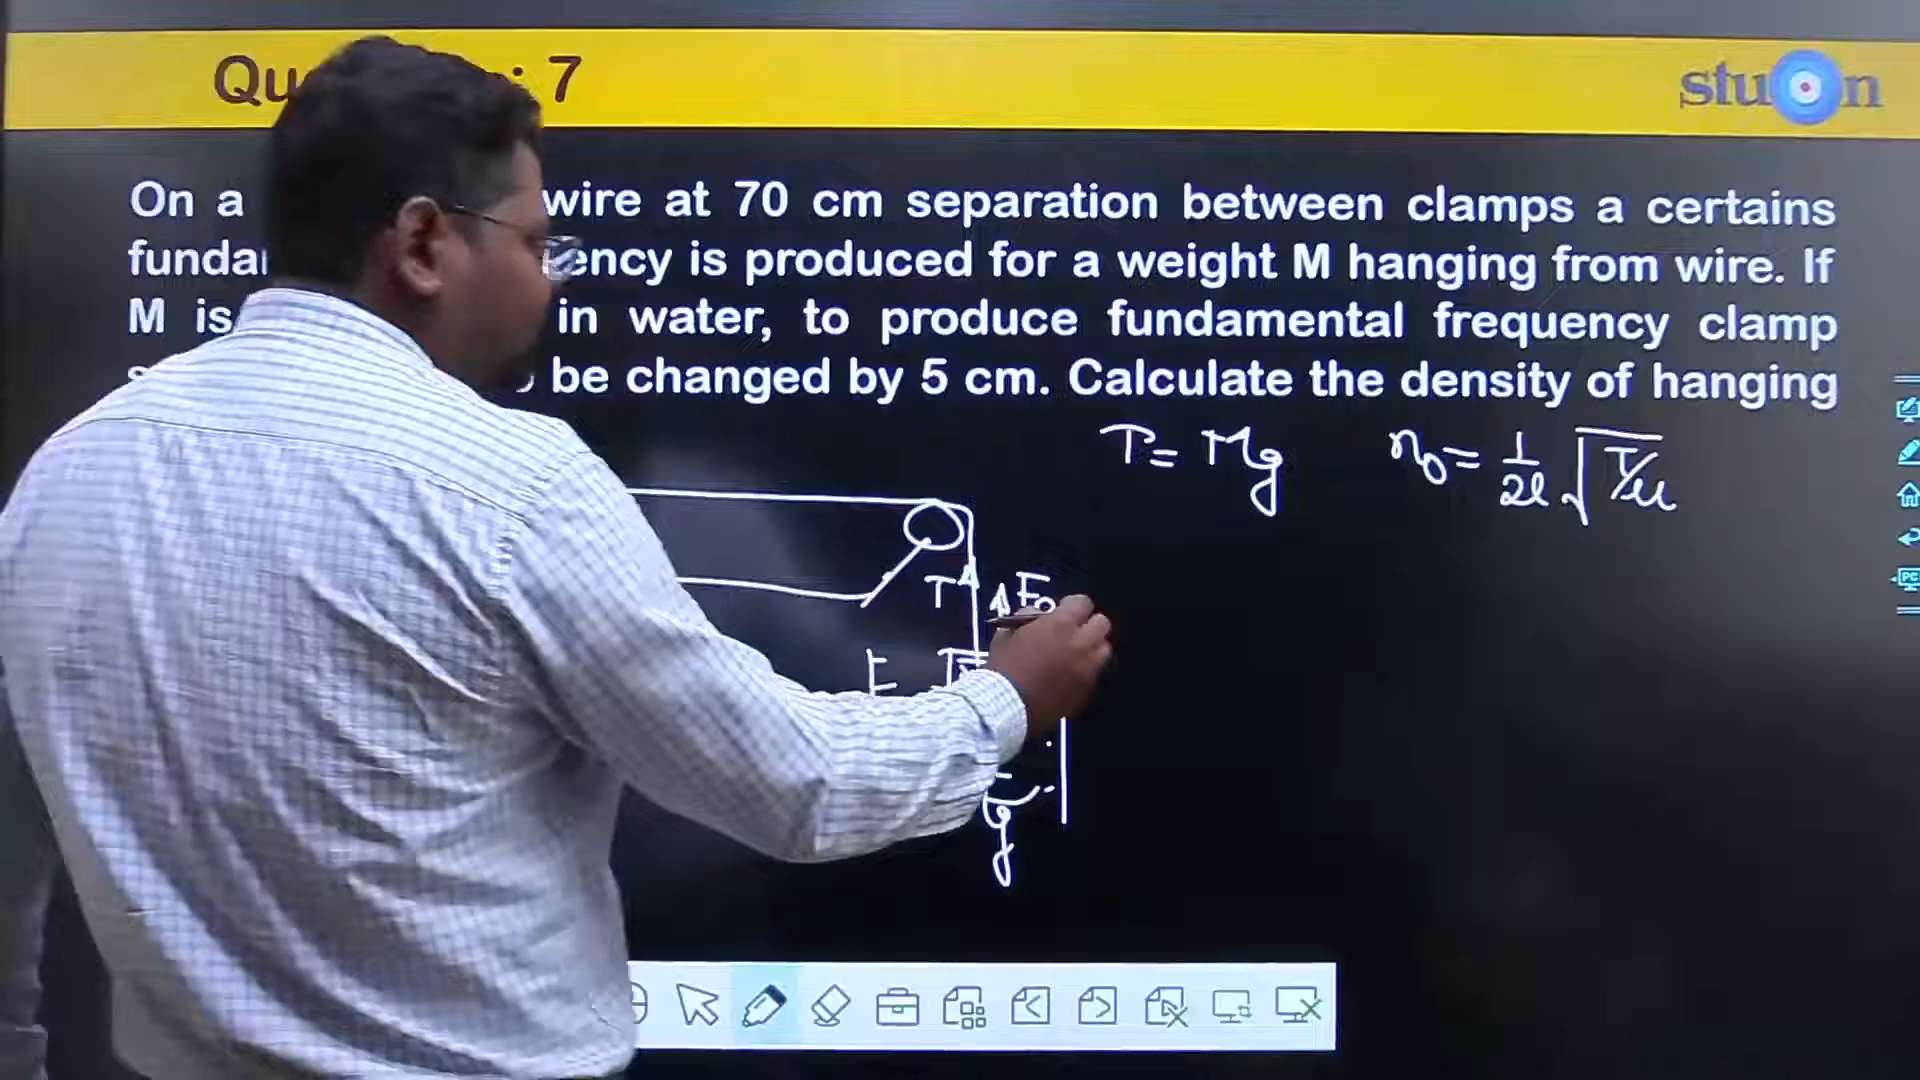 Qu : 7
stuon
On a wire at 70 cm separation between clamps a certains
funda ency is produced for a weight M hanging from wire. If
M is in water, to produce fundamental frequency clamp
be changed by 5 cm. Calculate the density of hanging
T = Mg n₀ = 1/2l √T/μ
T F
PC
g